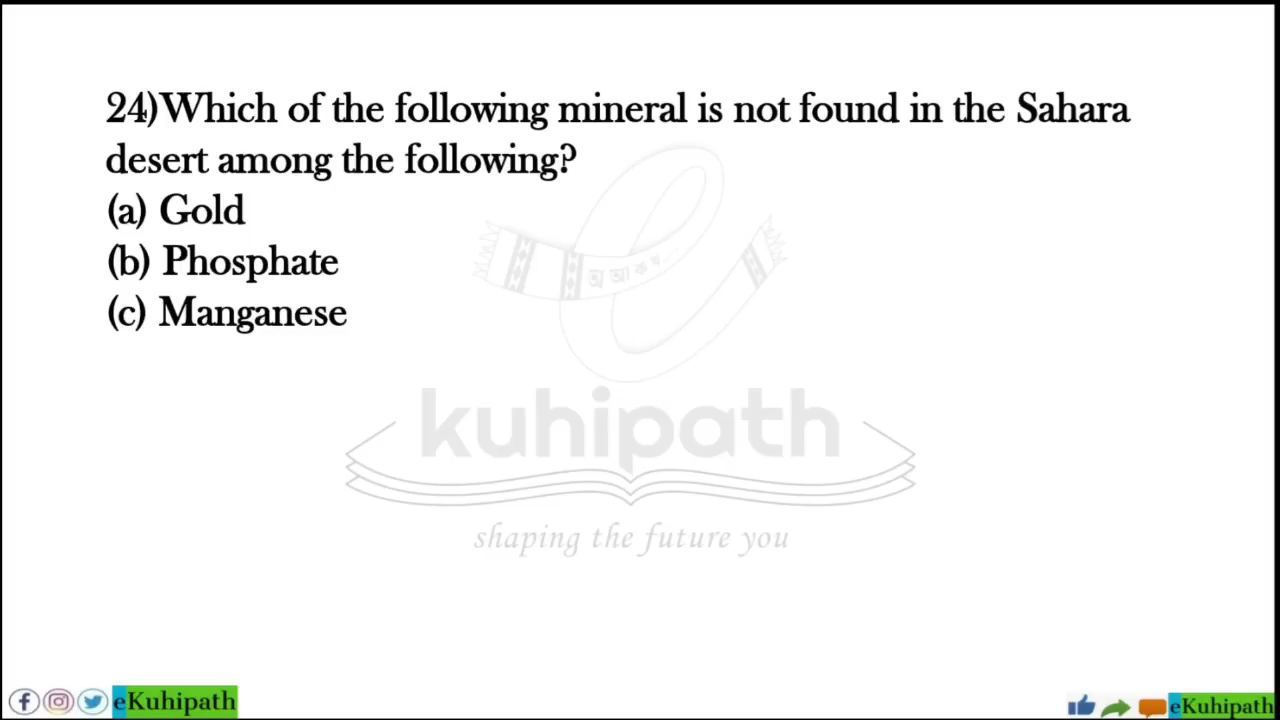 24)Which of the following mineral is not found in the Sahara
desert among the following?
(a) Gold
(b) Phosphate
(c) Manganese
অ আ ক খ
kuhipath
shaping the future you
eKuhipath
eKuhipath